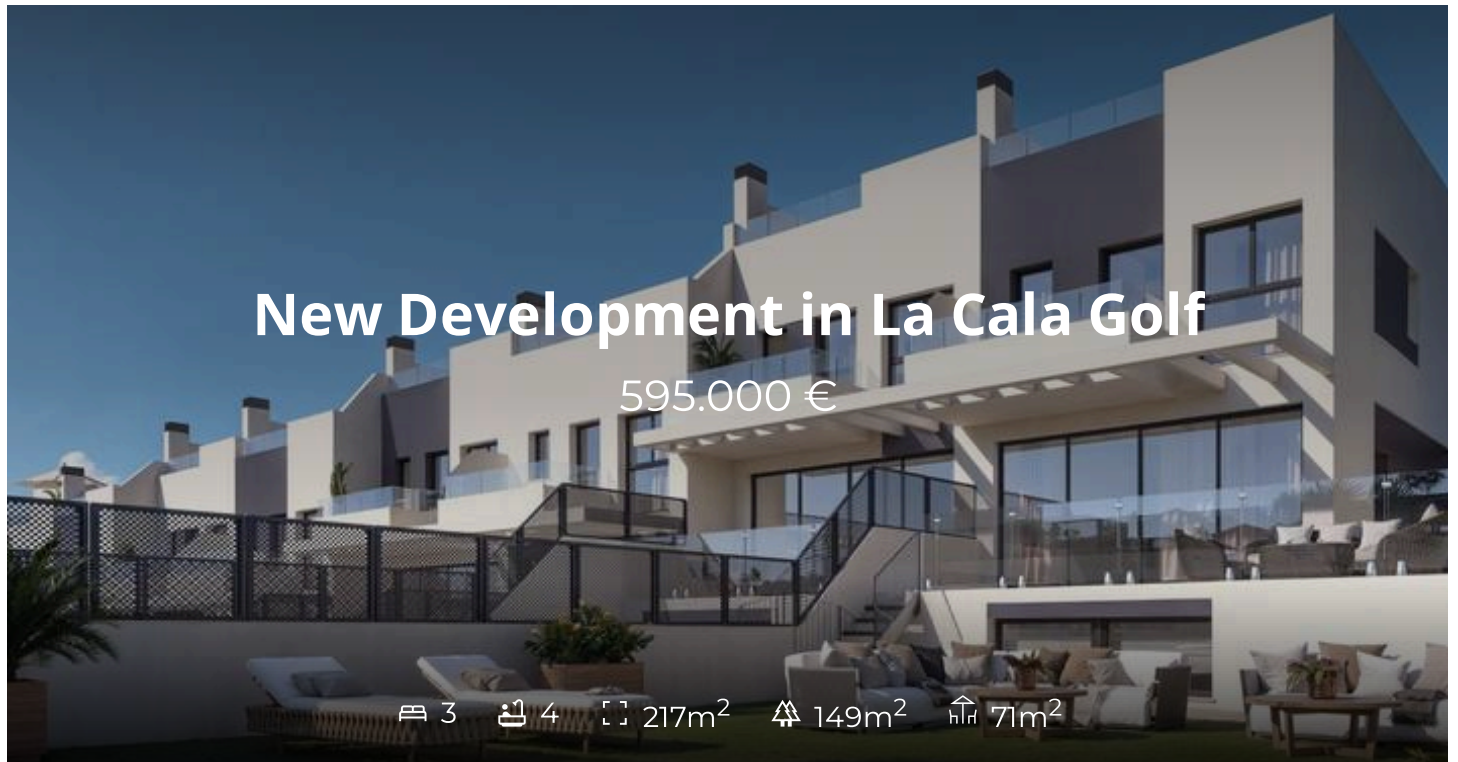 New Development in La Cala Golf
595.000 €
3 4 217m² 149m² 71m²